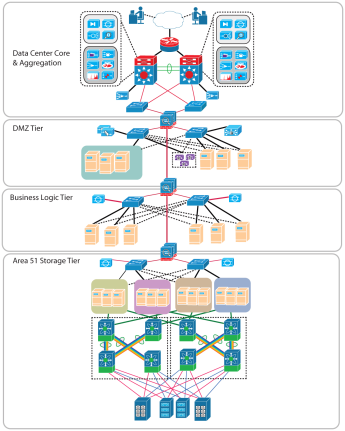 Data Center Core
& Aggregation
DMZ Tier
Business Logic Tier
Area 51 Storage Tier